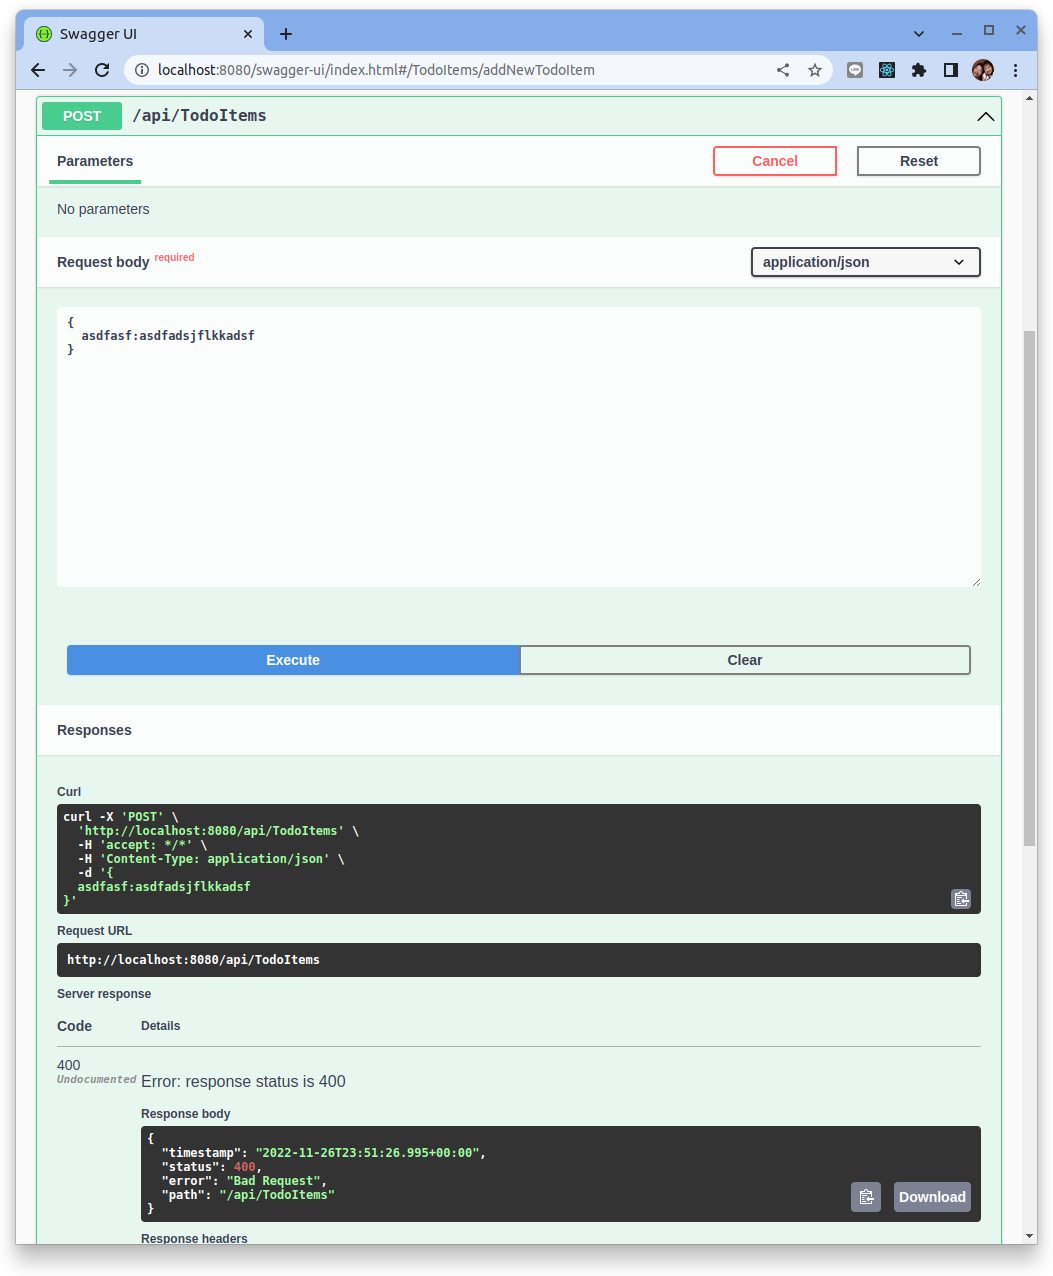 Swagger UI
localhost:8080/swagger-ui/index.html#/TodoItems/addNewTodoItem
POST /api/TodoItems
Parameters Cancel Reset
No parameters
Request body required application/json
{
  asdfasf:asdfadsjflkkadsf
}
Execute Clear
Responses
Curl
curl -X 'POST' \
  'http://localhost:8080/api/TodoItems' \
  -H 'accept: */*' \
  -H 'Content-Type: application/json' \
  -d '{
  asdfasf:asdfadsjflkkadsf
}'
Request URL
http://localhost:8080/api/TodoItems
Server response
Code Details
400
Undocumented Error: response status is 400
Response body
{
  "timestamp": "2022-11-26T23:51:26.995+00:00",
  "status": 400,
  "error": "Bad Request",
  "path": "/api/TodoItems"
}
Download
Response headers